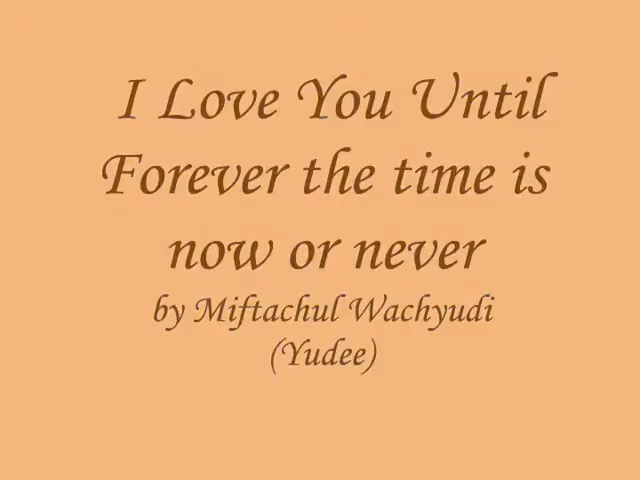 I Love You Until
Forever the time is
now or never
by Miftachul Wachyudi
(Yudee)